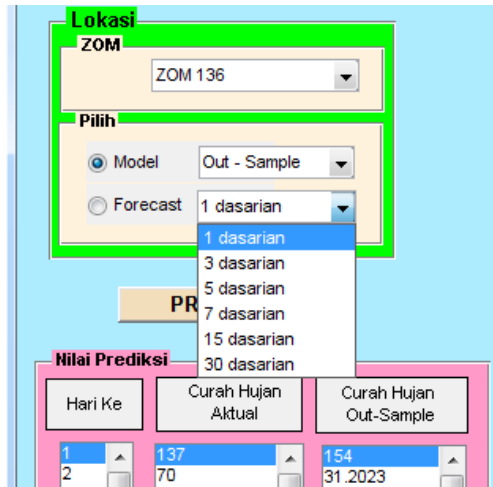 Lokasi
ZOM
ZOM 136
Pilih
Model
Out - Sample
Forecast
1 dasarian
1 dasarian
3 dasarian
5 dasarian
7 dasarian
15 dasarian
30 dasarian
PR
Nilai Prediksi
Hari Ke
Curah Hujan
Aktual
Curah Hujan
Out-Sample
1
137
154
2
70
31.2023